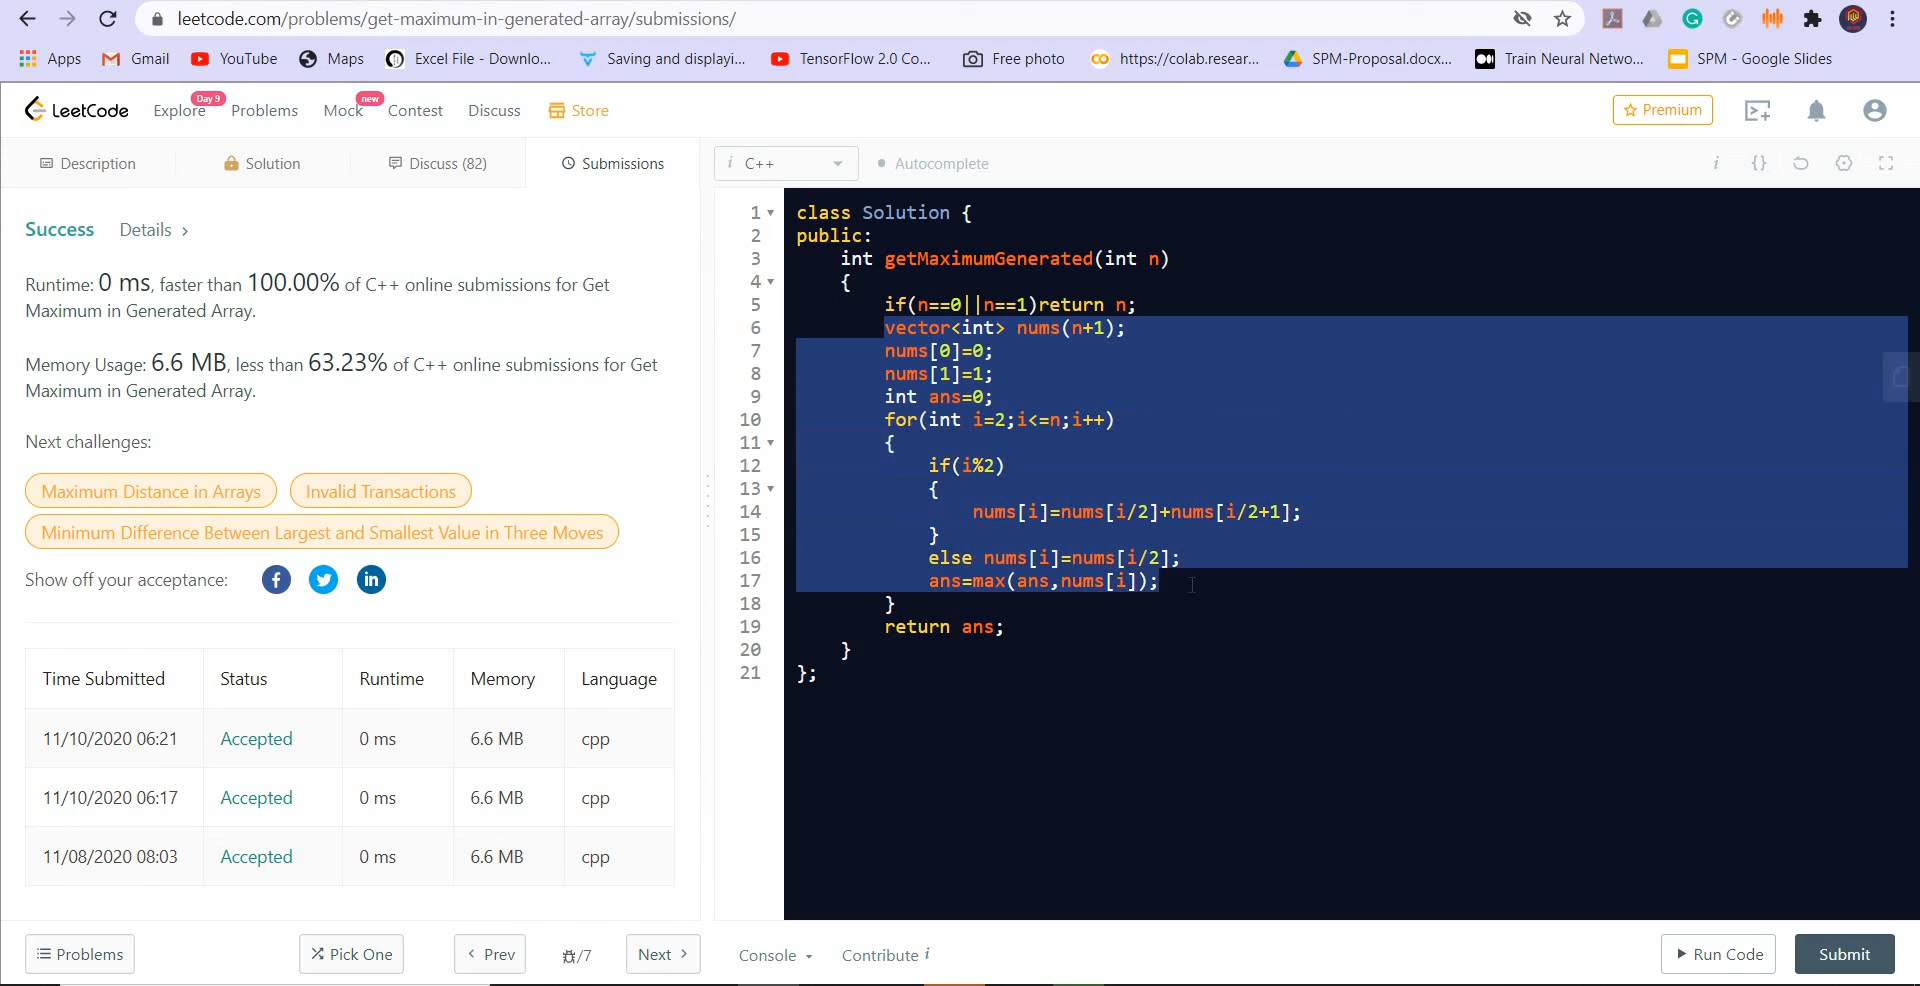 leetcode.com/problems/get-maximum-in-generated-array/submissions/
Apps Gmail YouTube Maps Excel File - Downlo... Saving and displayi... TensorFlow 2.0 Co... Free photo https://colab.resear... SPM-Proposal.docx... Train Neural Netwo... SPM - Google Slides
LeetCode Explore Day 9 Problems Mock new Contest Discuss Store Premium
Description Solution Discuss (82) Submissions
i C++ Autocomplete i {}
Success Details >
Runtime: 0 ms, faster than 100.00% of C++ online submissions for Get
Maximum in Generated Array.
Memory Usage: 6.6 MB, less than 63.23% of C++ online submissions for Get
Maximum in Generated Array.
Next challenges:
Maximum Distance in Arrays Invalid Transactions
Minimum Difference Between Largest and Smallest Value in Three Moves
Show off your acceptance:
Time Submitted Status Runtime Memory Language
11/10/2020 06:21 Accepted 0 ms 6.6 MB cpp
11/10/2020 06:17 Accepted 0 ms 6.6 MB cpp
11/08/2020 08:03 Accepted 0 ms 6.6 MB cpp
1 class Solution {
2 public:
3 int getMaximumGenerated(int n)
4 {
5 if(n==0||n==1)return n;
6 vector<int> nums(n+1);
7 nums[0]=0;
8 nums[1]=1;
9 int ans=0;
10 for(int i=2;i<=n;i++)
11 {
12 if(i%2)
13 {
14 nums[i]=nums[i/2]+nums[i/2+1];
15 }
16 else nums[i]=nums[i/2];
17 ans=max(ans,nums[i]);
18 }
19 return ans;
20 }
21 };
Problems Pick One < Prev /7 Next > Console Contribute i Run Code Submit